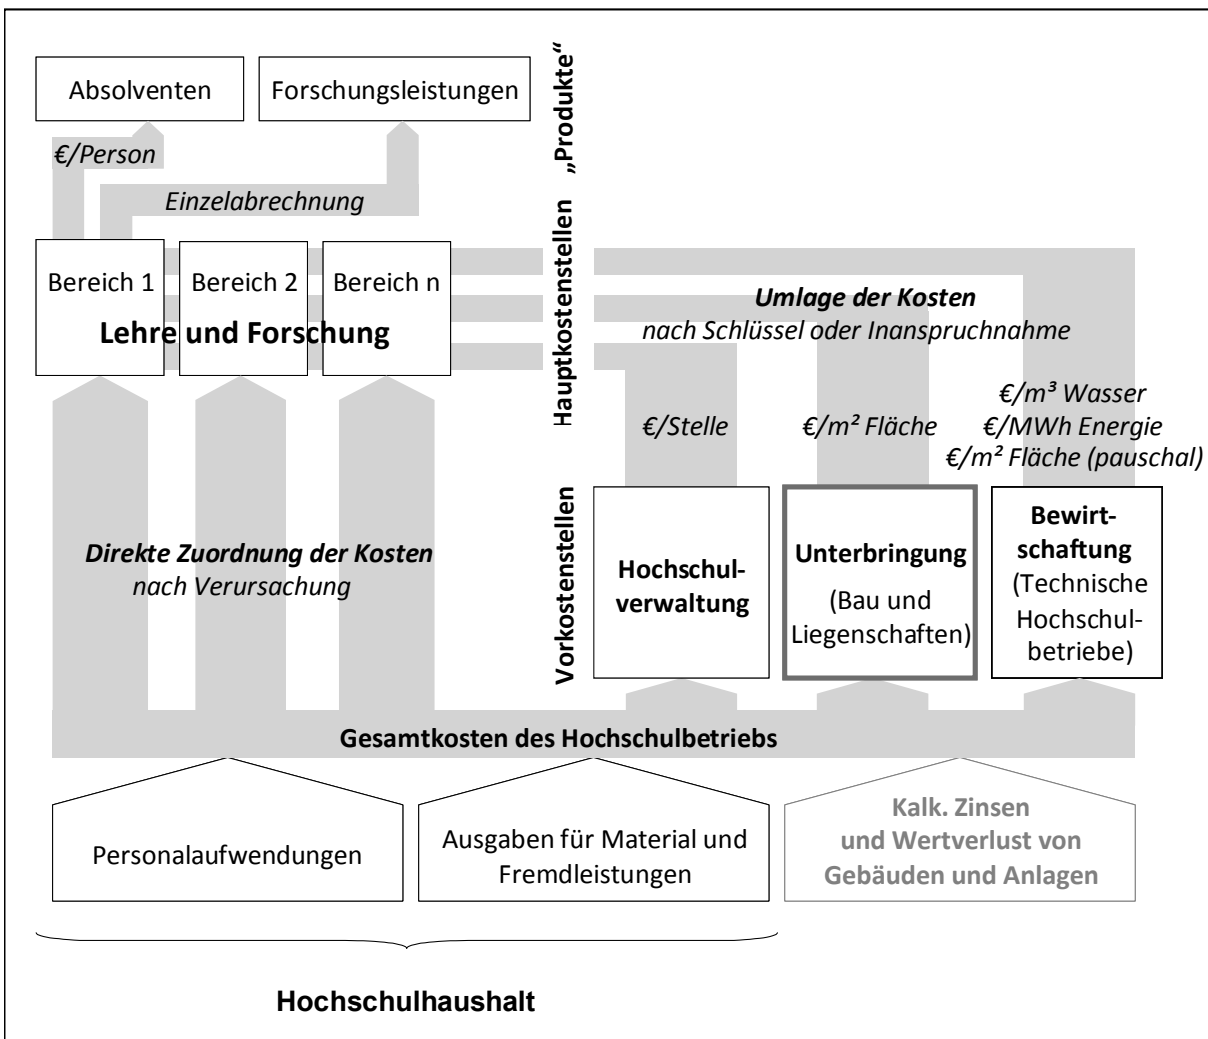 Absolventen
Forschungsleistungen
„Produkte“
€/Person
Einzelabrechnung
Hauptkostenstellen
Bereich 1
Bereich 2
Bereich n
Lehre und Forschung
Umlage der Kosten
nach Schlüssel oder Inanspruchnahme
€/Stelle
€/m² Fläche
€/m³ Wasser
€/MWh Energie
€/m² Fläche (pauschal)
Direkte Zuordnung der Kosten
nach Verursachung
Vorkostenstellen
Hochschul-
verwaltung
Unterbringung
(Bau und
Liegenschaften)
Bewirt-
schaftung
(Technische
Hochschul-
betriebe)
Gesamtkosten des Hochschulbetriebs
Personalaufwendungen
Ausgaben für Material und
Fremdleistungen
Kalk. Zinsen
und Wertverlust von
Gebäuden und Anlagen
Hochschulhaushalt